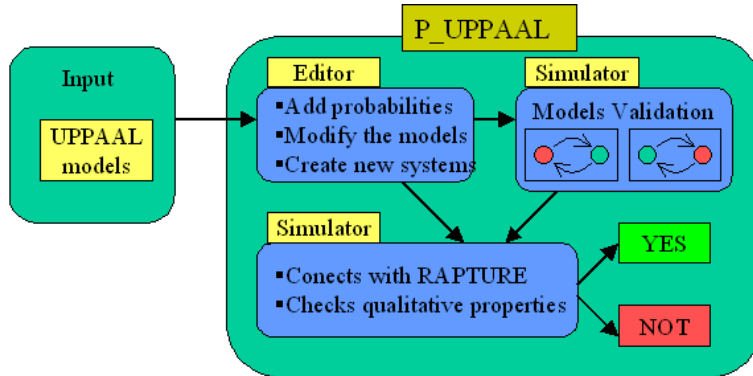 P_UPPAAL
Input
UPPAAL
models
Editor
▪Add probabilities
▪Modify the models
▪Create new systems
Simulator
Models Validation
Simulator
▪Conects with RAPTURE
▪Checks qualitative properties
YES
NOT